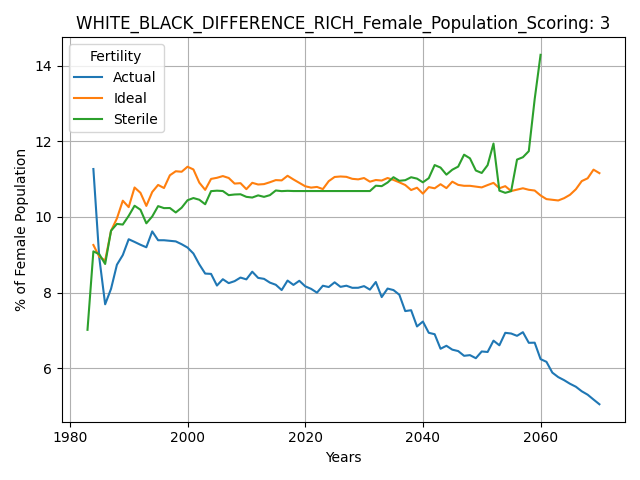 WHITE_BLACK_DIFFERENCE_RICH_Female_Population_Scoring: 3
Fertility
Actual
Ideal
Sterile
% of Female Population
14
12
10
8
6
1980 2000 2020 2040 2060
Years